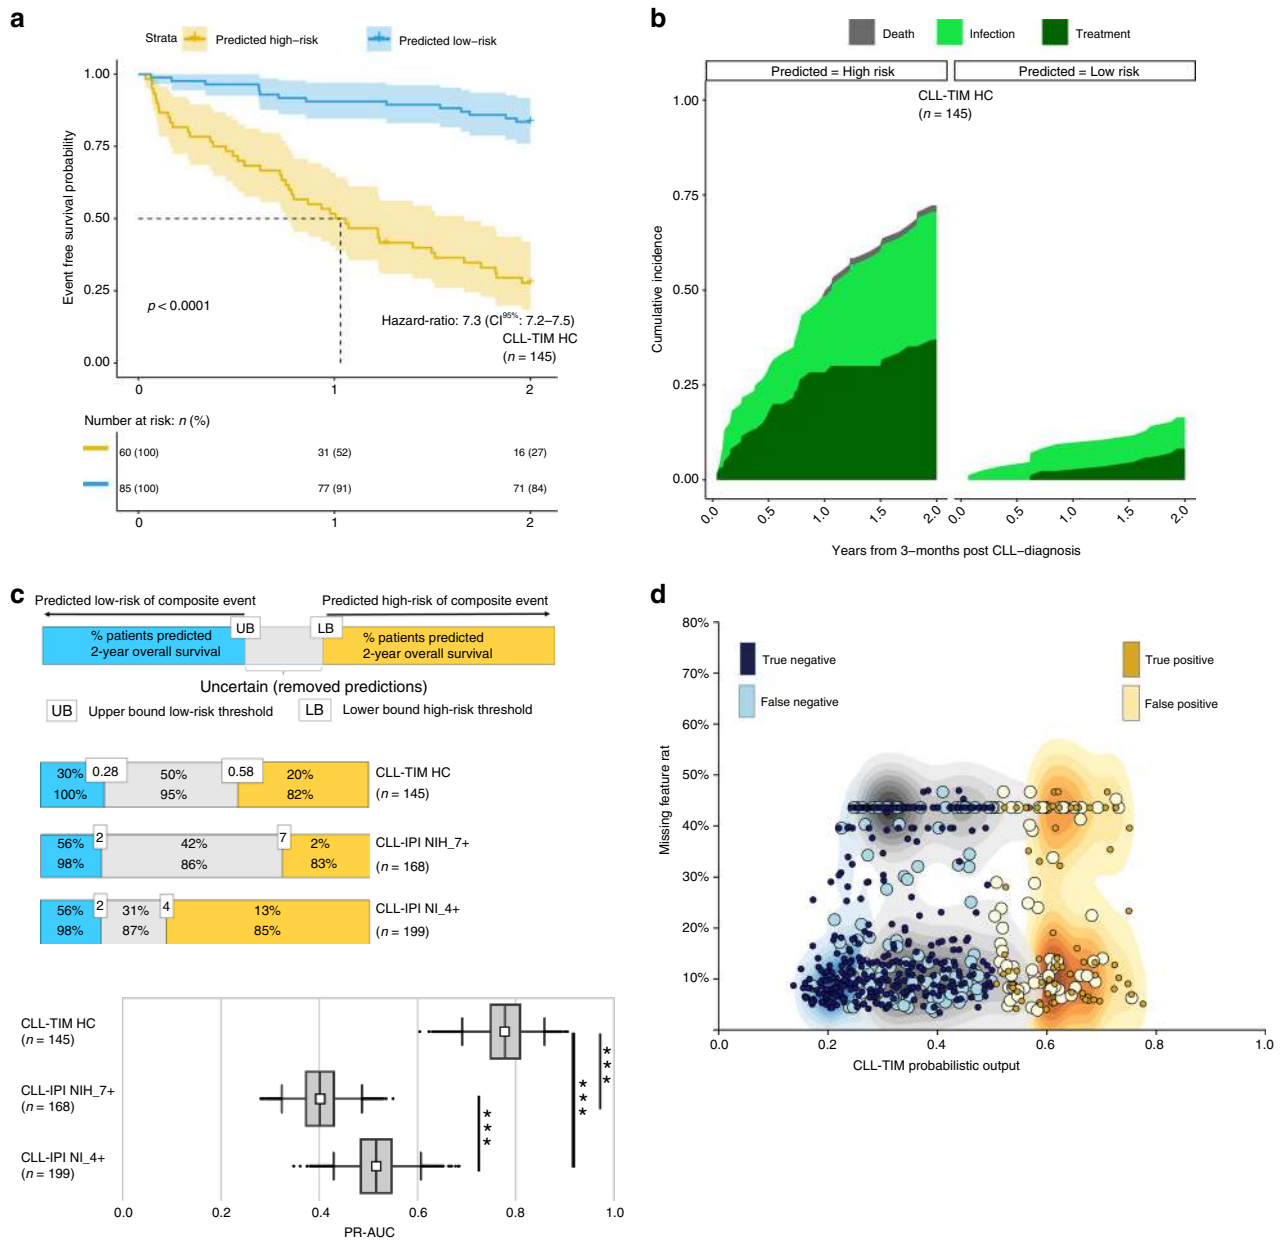 a
Strata Predicted high–risk Predicted low–risk
1.00
0.75
0.50
0.25
0.00
Event free survival probability
p < 0.0001
Hazard-ratio: 7.3 (CI95%: 7.2–7.5)
CLL-TIM HC
(n = 145)
0 1 2
Number at risk: n (%)
60 (100) 31 (52) 16 (27)
85 (100) 77 (91) 71 (84)
0 1 2
b
Death Infection Treatment
Predicted = High risk Predicted = Low risk
CLL-TIM HC
(n = 145)
1.00
0.75
0.50
0.25
0.00
Cumulative incidence
0.0 0.5 1.0 1.5 2.0 0.0 0.5 1.0 1.5 2.0
Years from 3–months post CLL–diagnosis
c
Predicted low-risk of composite event Predicted high-risk of composite event
UB LB
% patients predicted % patients predicted
2-year overall survival 2-year overall survival
Uncertain (removed predictions)
UB Upper bound low-risk threshold LB Lower bound high-risk threshold
30% 0.28 50% 0.58 20% CLL-TIM HC
100% 95% 82% (n = 145)
56% 2 42% 7 2% CLL-IPI NIH_7+
98% 86% 83% (n = 168)
56% 2 31% 4 13% CLL-IPI NI_4+
98% 87% 85% (n = 199)
CLL-TIM HC
(n = 145)
CLL-IPI NIH_7+
(n = 168)
CLL-IPI NI_4+
(n = 199)
***
***
***
0.0 0.2 0.4 0.6 0.8 1.0
PR-AUC
d
80%
70%
60%
50%
40%
30%
20%
10%
Missing feature rat
True negative True positive
False negative False positive
0.0 0.2 0.4 0.6 0.8 1.0
CLL-TIM probabilistic output